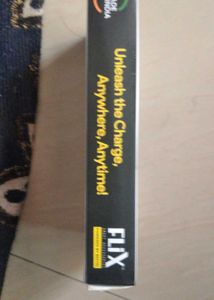 Unleash the Charge,
Anywhere, Anytime!
FLiX